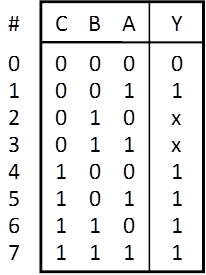 # C B A Y
0 0 0 0 0
1 0 0 1 1
2 0 1 0 x
3 0 1 1 x
4 1 0 0 1
5 1 0 1 1
6 1 1 0 1
7 1 1 1 1